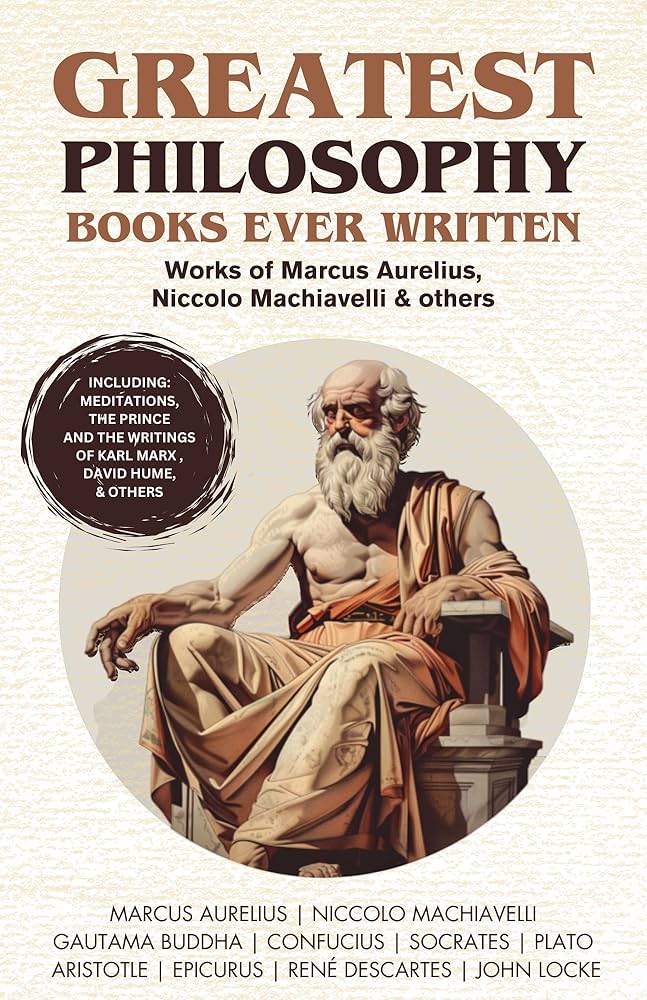 GREATEST
PHILOSOPHY
BOOKS EVER WRITTEN
Works of Marcus Aurelius,
Niccolo Machiavelli & others
INCLUDING:
MEDITATIONS,
THE PRINCE
AND THE WRITINGS
OF KARL MARX ,
DAVID HUME,
& OTHERS
MARCUS AURELIUS | NICCOLO MACHIAVELLI
GAUTAMA BUDDHA | CONFUCIUS | SOCRATES | PLATO
ARISTOTLE | EPICURUS | RENÉ DESCARTES | JOHN LOCKE